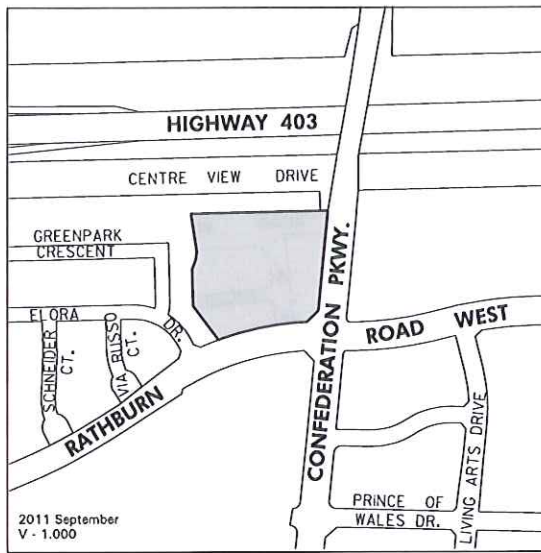 HIGHWAY 403
CENTRE VIEW DRIVE
GREENPARK
CRESCENT
ELORA
DR.
SCHNEIDER
CT.
VIA RUSSO
CT.
RATHBURN
ROAD WEST
CONFEDERATION PKWY.
LIVING ARTS DRIVE
PRINCE OF
WALES DR.
2011 September
V - 1.000